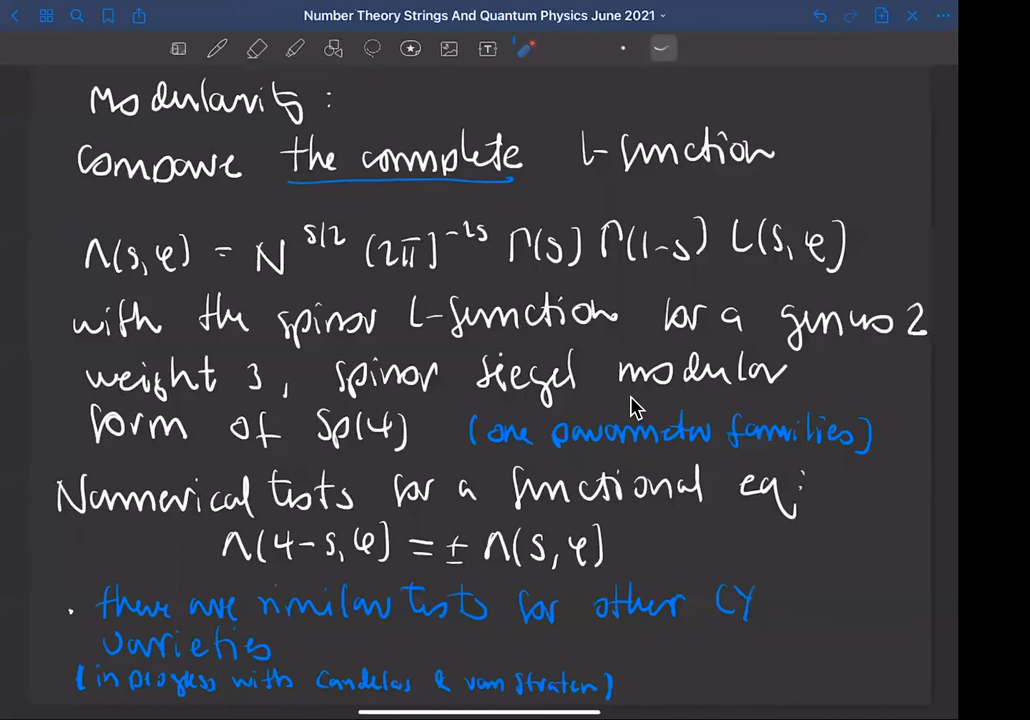 Number Theory Strings And Quantum Physics June 2021
Modularity :
Compare the complete L-function
Λ(s,φ) = N^{s/2} (2π)^{-2s} Γ(s) Γ(1-s) L(s,φ)
with the spinor L-function for a genus 2
weight 3, spinor Siegel modular
form of Sp(4) (one parameter families)
Numerical tests for a functional eq:
Λ(4-s,φ) = ± Λ(s,φ)
. there are similar tests for other CY
varieties
(in progress with Candelas & van Straten)